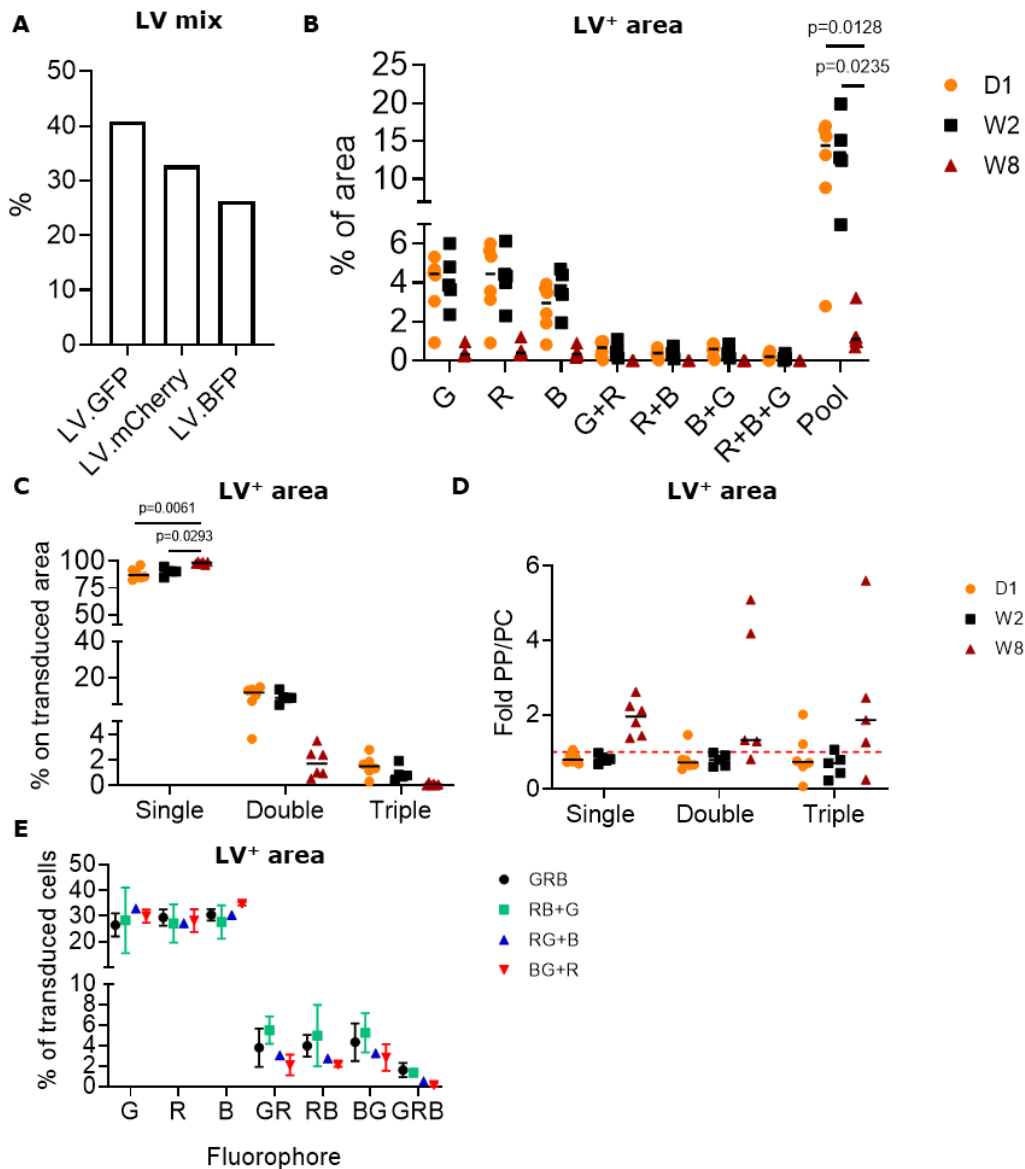 A
LV mix
%
50
40
30
20
10
0
LV.GFP
LV.mCherry
LV.BFP
B
LV+ area
p=0.0128
p=0.0235
% of area
25
20
15
10
6
4
2
0
G
R
B
G+R
R+B
B+G
R+B+G
Pool
D1
W2
W8
C
LV+ area
p=0.0061
p=0.0293
% on transduced area
100
75
50
40
20
4
2
0
Single
Double
Triple
D
LV+ area
Fold PP/PC
6
4
2
0
Single
Double
Triple
D1
W2
W8
E
LV+ area
% of transduced cells
50
40
30
20
10
8
6
4
2
0
G
R
B
GR
RB
BG
GRB
Fluorophore
GRB
RB+G
RG+B
BG+R